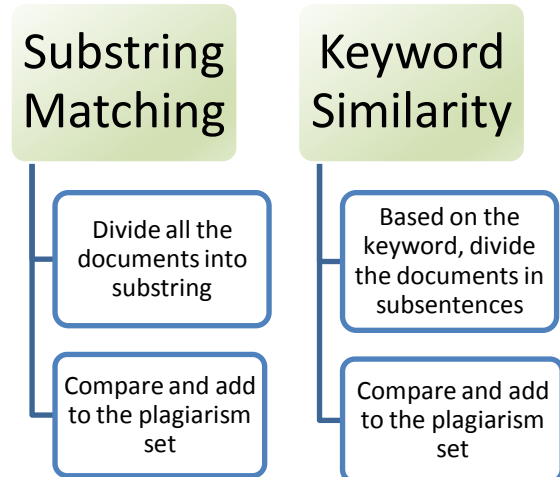 Substring
Matching
Divide all the
documents into
substring
Compare and add
to the plagiarism
set
Keyword
Similarity
Based on the
keyword, divide
the documents in
subsentences
Compare and add
to the plagiarism
set